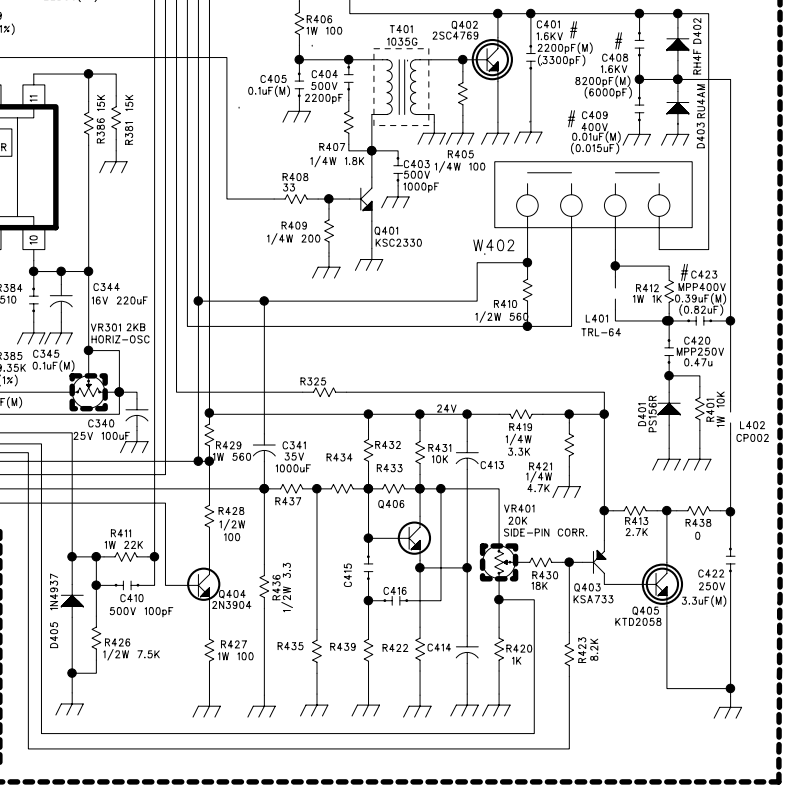 1%)
R406
1W 100
T401
1035G
Q402
2SC4769
C401
1.6KV
2200pF(M)
(3300pF)
#
#
C408
1.6KV
8200pF(M)
(6000pF)
RH4F D402
C405
0.1uF(M)
C404
500V
2200pF
#
C409
400V
0.01uF(M)
(0.015uF)
D403 RU4AM
11
R386 15K
R381 15K
R
R407
1/4W 1.8K
C403
500V
1000pF
R405
1/4W 100
R408
33
R409
1/4W 200
Q401
KSC2330
10
W402
R384
510
C344
16V 220uF
R410
1/2W 560
L401
TRL-64
R412
1W 1K
#C423
MPP400V
0.39uF(M)
(0.82uF)
VR301 2KB
HORIZ-OSC
R385
9.35K
(1%)
C345
0.1uF(M)
F(M)
C420
MPP250V
0.47u
C340
25V 100uF
R325
24V
D401
PS156R
R401
1W 10K
L402
CP002
R429
1W 560
C341
35V
1000uF
R434
R432
R433
R431
10K
C413
R419
1/4W
3.3K
R421
1/4W
4.7K
R437
Q406
R428
1/2W
100
VR401
20K
SIDE-PIN CORR.
R413
2.7K
R438
0
R411
1W 22K
C410
500V 100pF
1N4937
D405
Q404
2N3904
R436
1/2W 3.3
C415
C416
R430
18K
Q403
KSA733
Q405
KTD2058
C422
250V
3.3uF(M)
R426
1/2W 7.5K
R427
1W 100
R435
R439
R422
C414
R420
1K
R423
8.2K